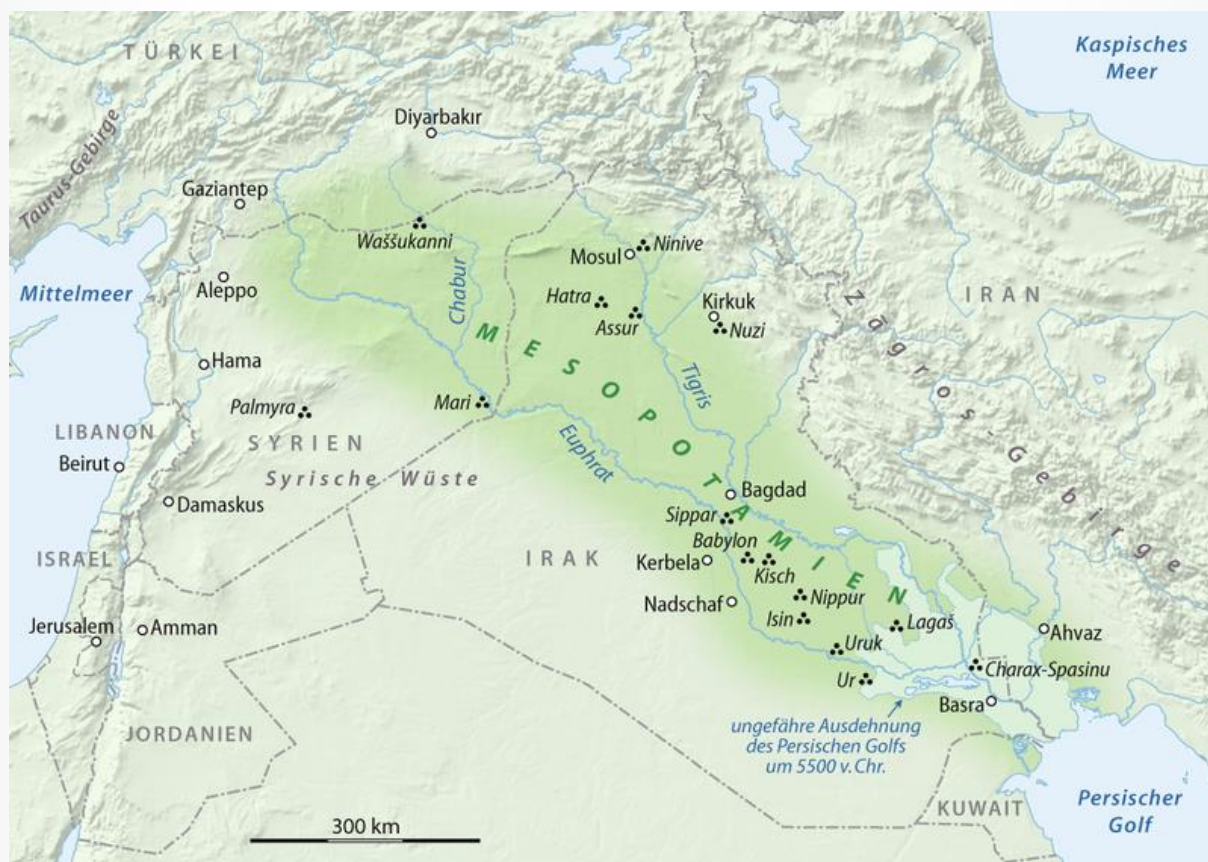 TÜRKEI
Kaspisches
Meer
Diyarbakır
Taurus-Gebirge
Gaziantep
Waššukanni
Ninive
Mosul
Mittelmeer
Aleppo
Chabur
Hatra
Assur
Kirkuk
Nuzi
IRAN
Zagros-Gebirge
MESOPOTAMIEN
Hama
Tigris
Palmyra
Mari
LIBANON
SYRIEN
Euphrat
Beirut
Syrische Wüste
Bagdad
Damaskus
Sippar
Babylon
ISRAEL
IRAK
Kerbela
Kisch
Nippur
Nadschaf
Isin
Lagaš
Jerusalem
Amman
Ahvaz
Uruk
Charax-Spasinu
Ur
Basra
JORDANIEN
ungefähre Ausdehnung
des Persischen Golfs
um 5500 v. Chr.
KUWAIT
Persischer
Golf
300 km